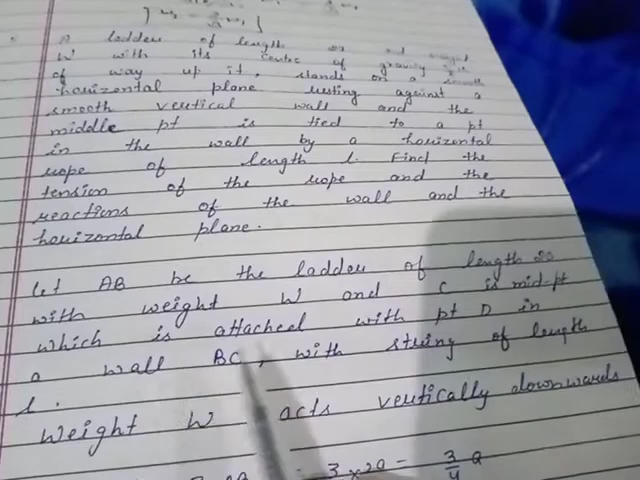 A ladder of length 2a and weight
W with its centre of gravity
of way up it, stands on a smooth
horizontal plane resting against a
smooth vertical wall and the
middle pt is tied to a pt
in the wall by a horizontal
rope of length l. Find the
tension of the rope and the
reactions of the wall and the
horizontal plane.
Let AB be the ladder of length 2a
with weight W and C is mid-pt
which is attached with pt D in
a wall BC, with string of length
l.
Weight W acts vertically downwards
= 3 x 2a = 3/4 a